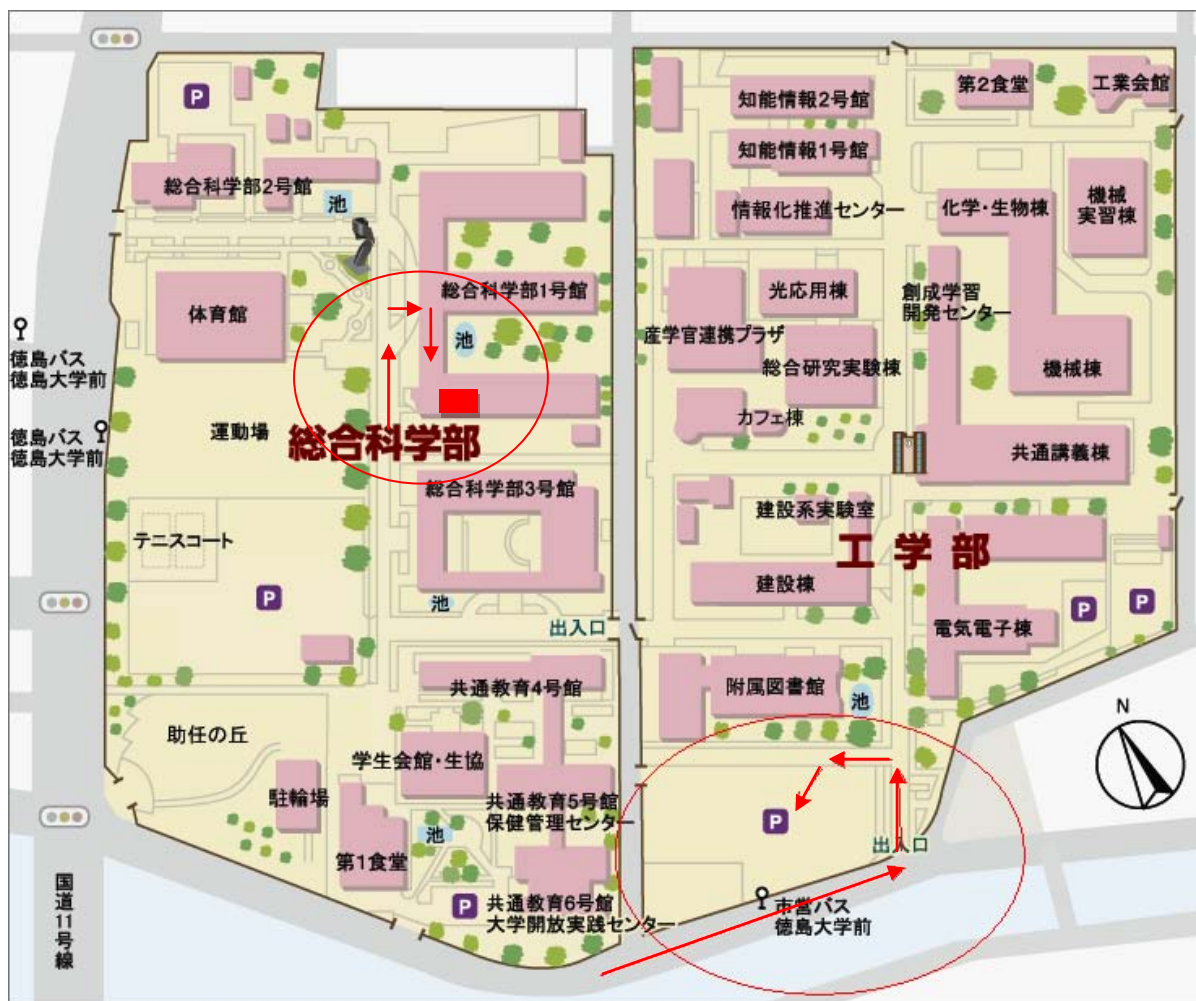 P
総合科学部2号館
池
総合科学部1号館
体育館
池
徳島バス
徳島大学前
徳島バス
徳島大学前
運動場
総合科学部
総合科学部3号館
テニスコート
P
池
出入口
共通教育4号館
助任の丘
学生会館・生協
駐輪場
共通教育5号館
保健管理センター
池
第1食堂
P
共通教育6号館
大学開放実践センター
国道11号線
知能情報2号館
第2食堂
工業会館
知能情報1号館
情報化推進センター
化学・生物棟
機械
実習棟
光応用棟
創成学習
開発センター
産学官連携プラザ
総合研究実験棟
機械棟
カフェ棟
共通講義棟
建設系実験室
工学部
建設棟
P
P
電気電子棟
附属図書館
池
N
P
出入口
市営バス
徳島大学前